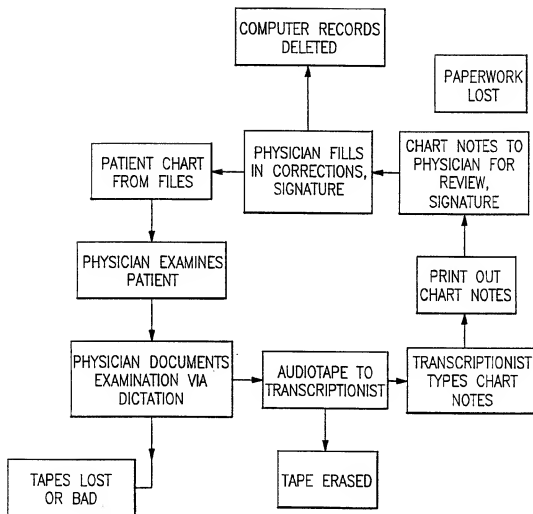 COMPUTER RECORDS
DELETED
PAPERWORK
LOST
PATIENT CHART
FROM FILES
PHYSICIAN FILLS
IN CORRECTIONS,
SIGNATURE
CHART NOTES TO
PHYSICIAN FOR
REVIEW,
SIGNATURE
PHYSICIAN EXAMINES
PATIENT
PRINT OUT
CHART NOTES
PHYSICIAN DOCUMENTS
EXAMINATION VIA
DICTATION
AUDIOTAPE TO
TRANSCRIPTIONIST
TRANSCRIPTIONIST
TYPES CHART
NOTES
TAPES LOST
OR BAD
TAPE ERASED